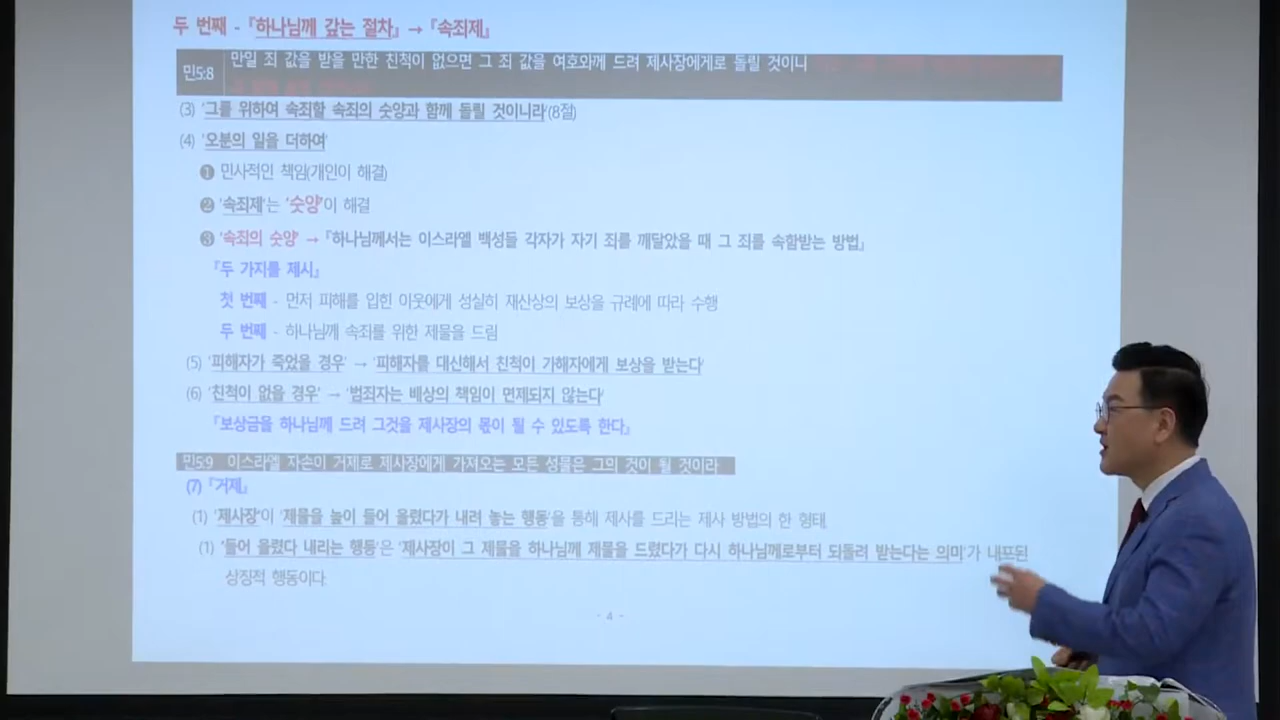 두 번째 - 『하나님께 갚는 절차』 → 『속죄제』
민5:8 만일 죄 값을 받을 만한 친척이 없으면 그 죄 값을 여호와께 드려 제사장에게로 돌릴 것이니
(3) '그를 위하여 속죄할 속죄의 숫양과 함께 돌릴 것이니라'(8절)
(4) '오분의 일을 더하여'
❶ 민사적인 책임(개인이 해결)
❷ '속죄제'는 '숫양'이 해결
❸ '속죄의 숫양' → 『하나님께서는 이스라엘 백성들 각자가 자기 죄를 깨달았을 때 그 죄를 속함받는 방법』
『두 가지를 제시』
첫 번째 - 먼저 피해를 입힌 이웃에게 성실히 재산상의 보상을 규례에 따라 수행
두 번째 - 하나님께 속죄를 위한 제물을 드림
(5) '피해자가 죽었을 경우' → '피해자를 대신해서 친척이 가해자에게 보상을 받는다'
(6) '친척이 없을 경우' → '범죄자는 배상의 책임이 면제되지 않는다'
『보상금을 하나님께 드려 그것을 제사장의 몫이 될 수 있도록 한다』
민5:9 이스라엘 자손이 거제로 제사장에게 가져오는 모든 성물은 그의 것이 될 것이라
(7) 『거제』
(1) '제사장'이 '제물을 높이 들어 올렸다가 내려 놓는 행동'을 통해 제사를 드리는 제사 방법의 한 형태
(1) '들어 올렸다 내리는 행동'은 '제사장이 그 제물을 하나님께 제물을 드렸다가 다시 하나님께로부터 되돌려 받는다는 의미'가 내포된
상징적 행동이다.
- 4 -